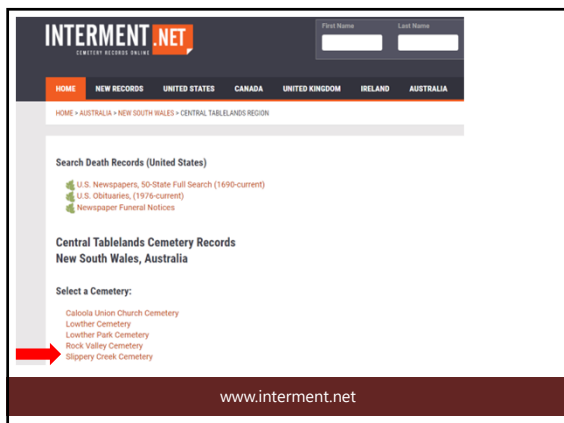 INTERMENT.NET
CEMETERY RECORDS ONLINE
First Name
Last Name
HOME NEW RECORDS UNITED STATES CANADA UNITED KINGDOM IRELAND AUSTRALIA
HOME > AUSTRALIA > NEW SOUTH WALES > CENTRAL TABLELANDS REGION
Search Death Records (United States)
U.S. Newspapers, 50-State Full Search (1690-current)
U.S. Obituaries, (1976-current)
Newspaper Funeral Notices
Central Tablelands Cemetery Records
New South Wales, Australia
Select a Cemetery:
Caloola Union Church Cemetery
Lowther Cemetery
Lowther Park Cemetery
Rock Valley Cemetery
Slippery Creek Cemetery
www.interment.net